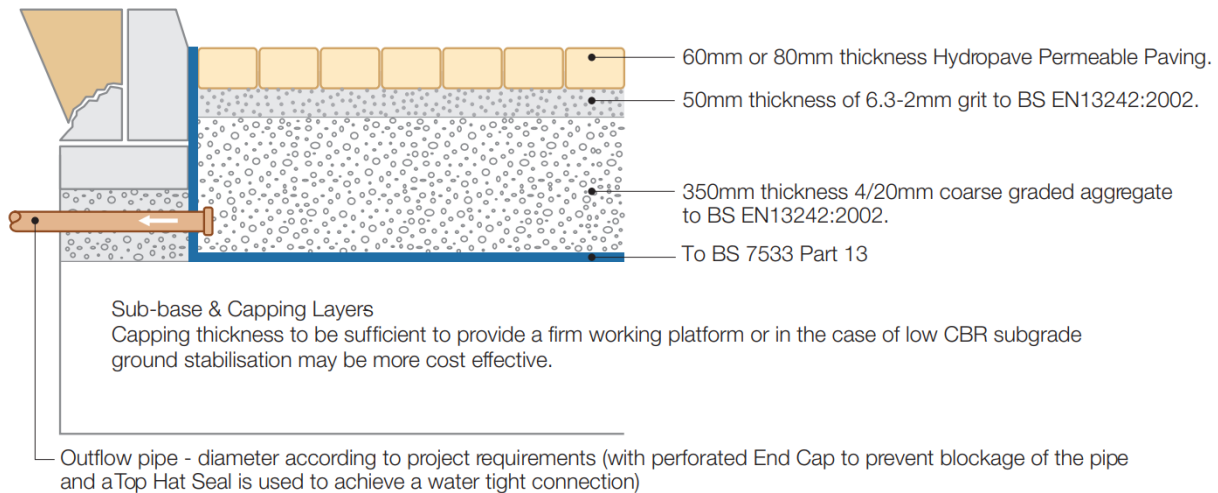 60mm or 80mm thickness Hydropave Permeable Paving.
50mm thickness of 6.3-2mm grit to BS EN13242:2002.
350mm thickness 4/20mm coarse graded aggregate
to BS EN13242:2002.
To BS 7533 Part 13
Sub-base & Capping Layers
Capping thickness to be sufficient to provide a firm working platform or in the case of low CBR subgrade
ground stabilisation may be more cost effective.
Outflow pipe - diameter according to project requirements (with perforated End Cap to prevent blockage of the pipe
and aTop Hat Seal is used to achieve a water tight connection)